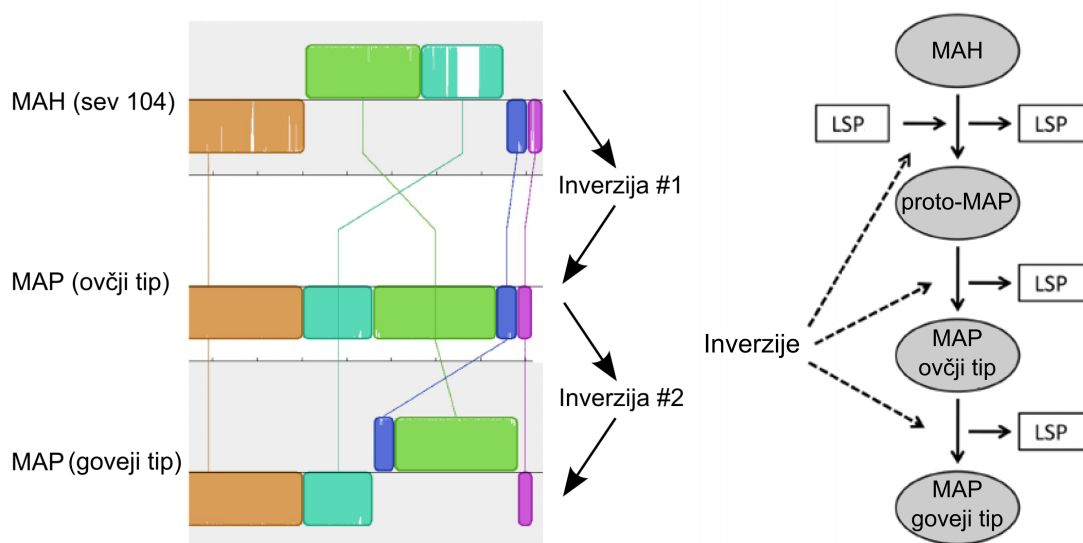 MAH (sev 104)
Inverzija #1
MAP (ovčji tip)
Inverzija #2
MAP (goveji tip)
MAH
LSP
LSP
proto-MAP
LSP
Inverzije
MAP
ovčji tip
LSP
MAP
goveji tip